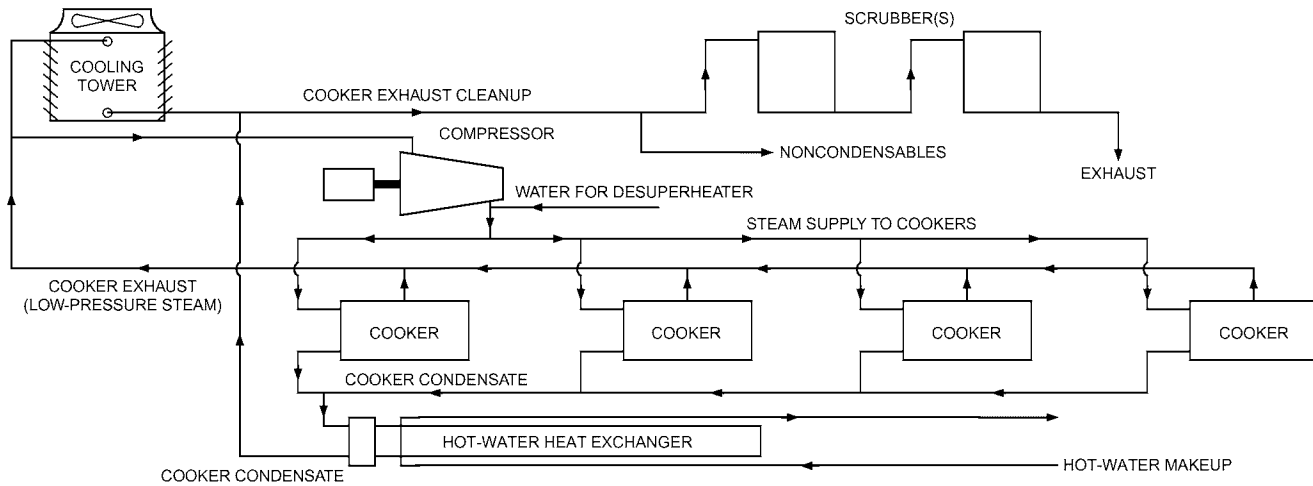 SCRUBBER(S)
COOLING
TOWER
COOKER EXHAUST CLEANUP
COMPRESSOR
NONCONDENSABLES
EXHAUST
WATER FOR DESUPERHEATER
STEAM SUPPLY TO COOKERS
COOKER EXHAUST
(LOW-PRESSURE STEAM)
COOKER
COOKER
COOKER
COOKER
COOKER CONDENSATE
HOT-WATER HEAT EXCHANGER
COOKER CONDENSATE
HOT-WATER MAKEUP